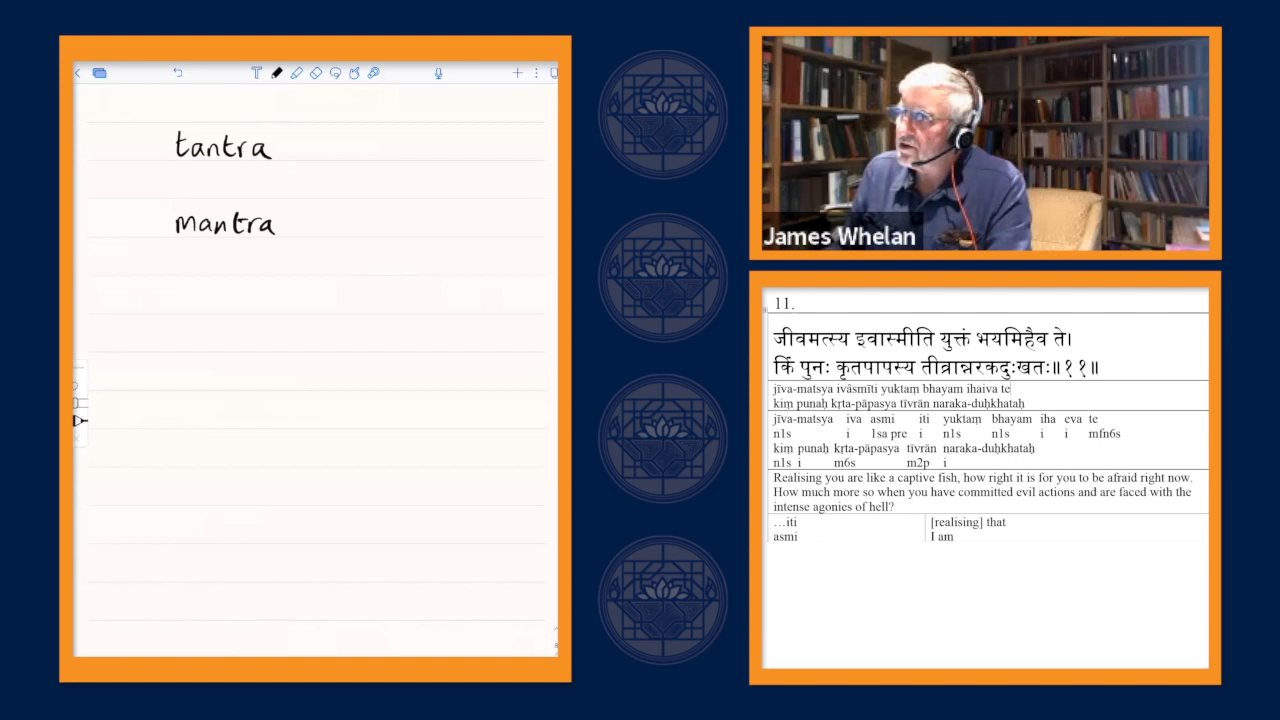 tantra
mantra
James Whelan
11.
जीवमत्स्य इवास्मीति युक्तं भयमिहैव ते।
किं पुनः कृतपापस्य तीव्रान्नरकदुःखतः॥११॥
jīva-matsya ivâsmīti yuktaṃ bhayam ihaiva te
kiṃ punaḥ kṛta-pāpasya tīvrān naraka-duḥkhataḥ
jīva-matsya iva asmi iti yuktaṃ bhayam iha eva te
n1s i 1sa pre i n1s n1s i i mfn6s
kiṃ punaḥ kṛta-pāpasya tīvrān naraka-duḥkhataḥ
n1s i m6s m2p i
Realising you are like a captive fish, how right it is for you to be afraid right now.
How much more so when you have committed evil actions and are faced with the
intense agonies of hell?
…iti [realising] that
asmi I am